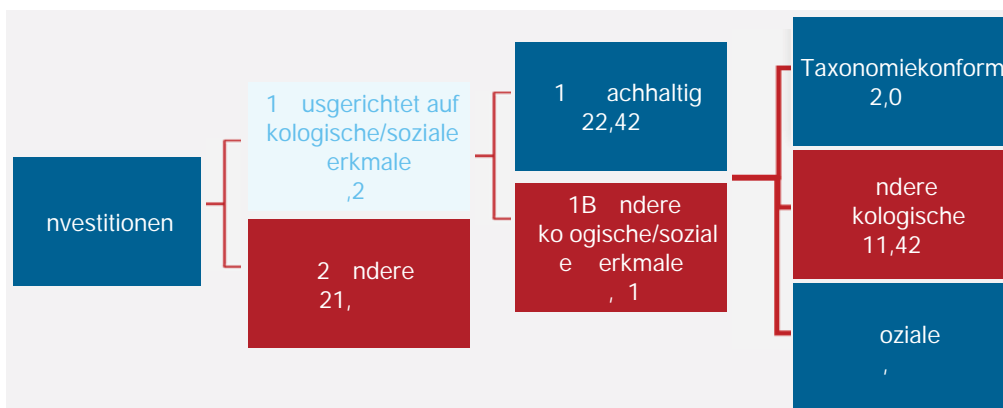 nvestitionen
1 usgerichtet auf
kologische/soziale
erkmale
,2
2 ndere
21,
1 achhaltig
22,42
1B ndere
ko ogische/sozial
e erkmale
, 1
Taxonomiekonform
2,0
ndere
kologische
11,42
oziale
,